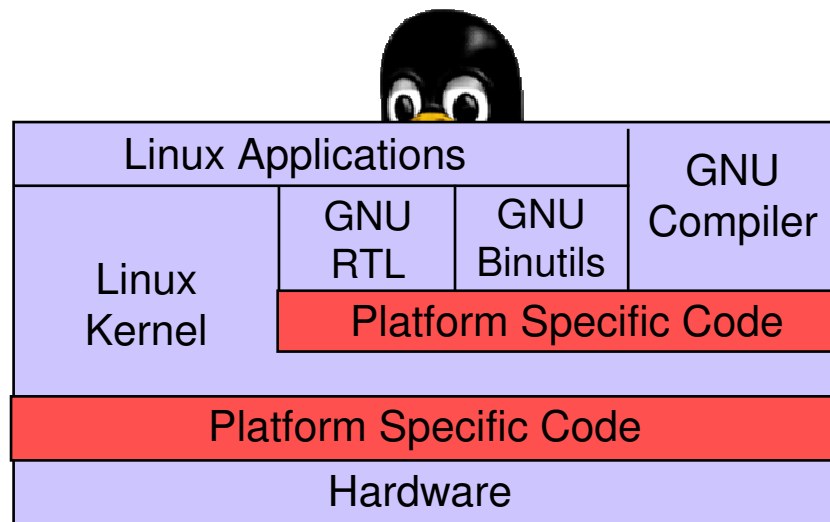 Linux Applications
GNU
Compiler
GNU
RTL
GNU
Binutils
Linux
Kernel
Platform Specific Code
Platform Specific Code
Hardware